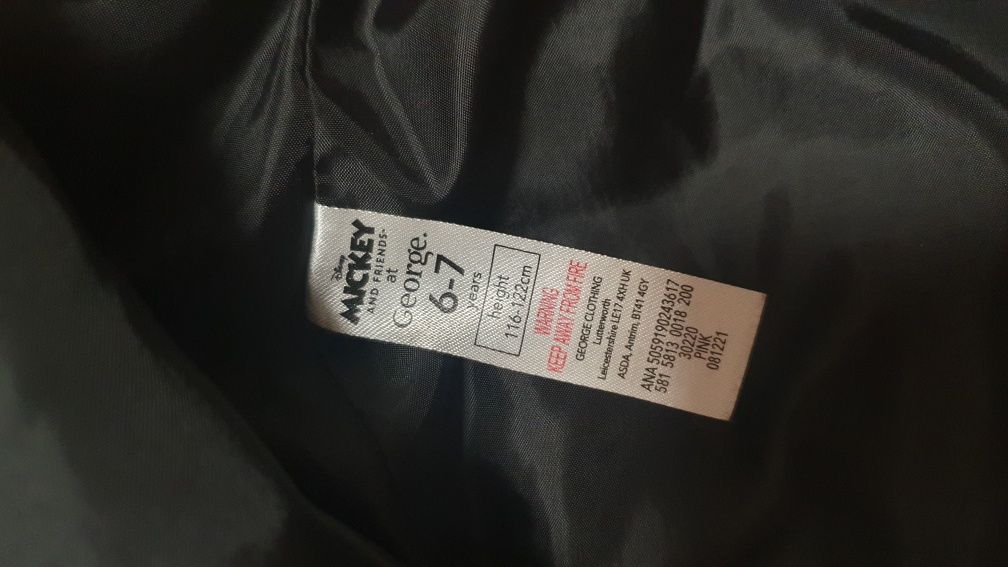 Disney
MICKEY
AND FRIENDS™
at
George.
6-7
years
height
116-122cm
WARNING
KEEP AWAY FROM FIRE
GEORGE CLOTHING
Lutterworth
Leicestershire LE17 4XH UK
ASDA, Antrim, BT41 4GY
ANA 5059190243617
581 5813 0018 200
30220
PINK
081221